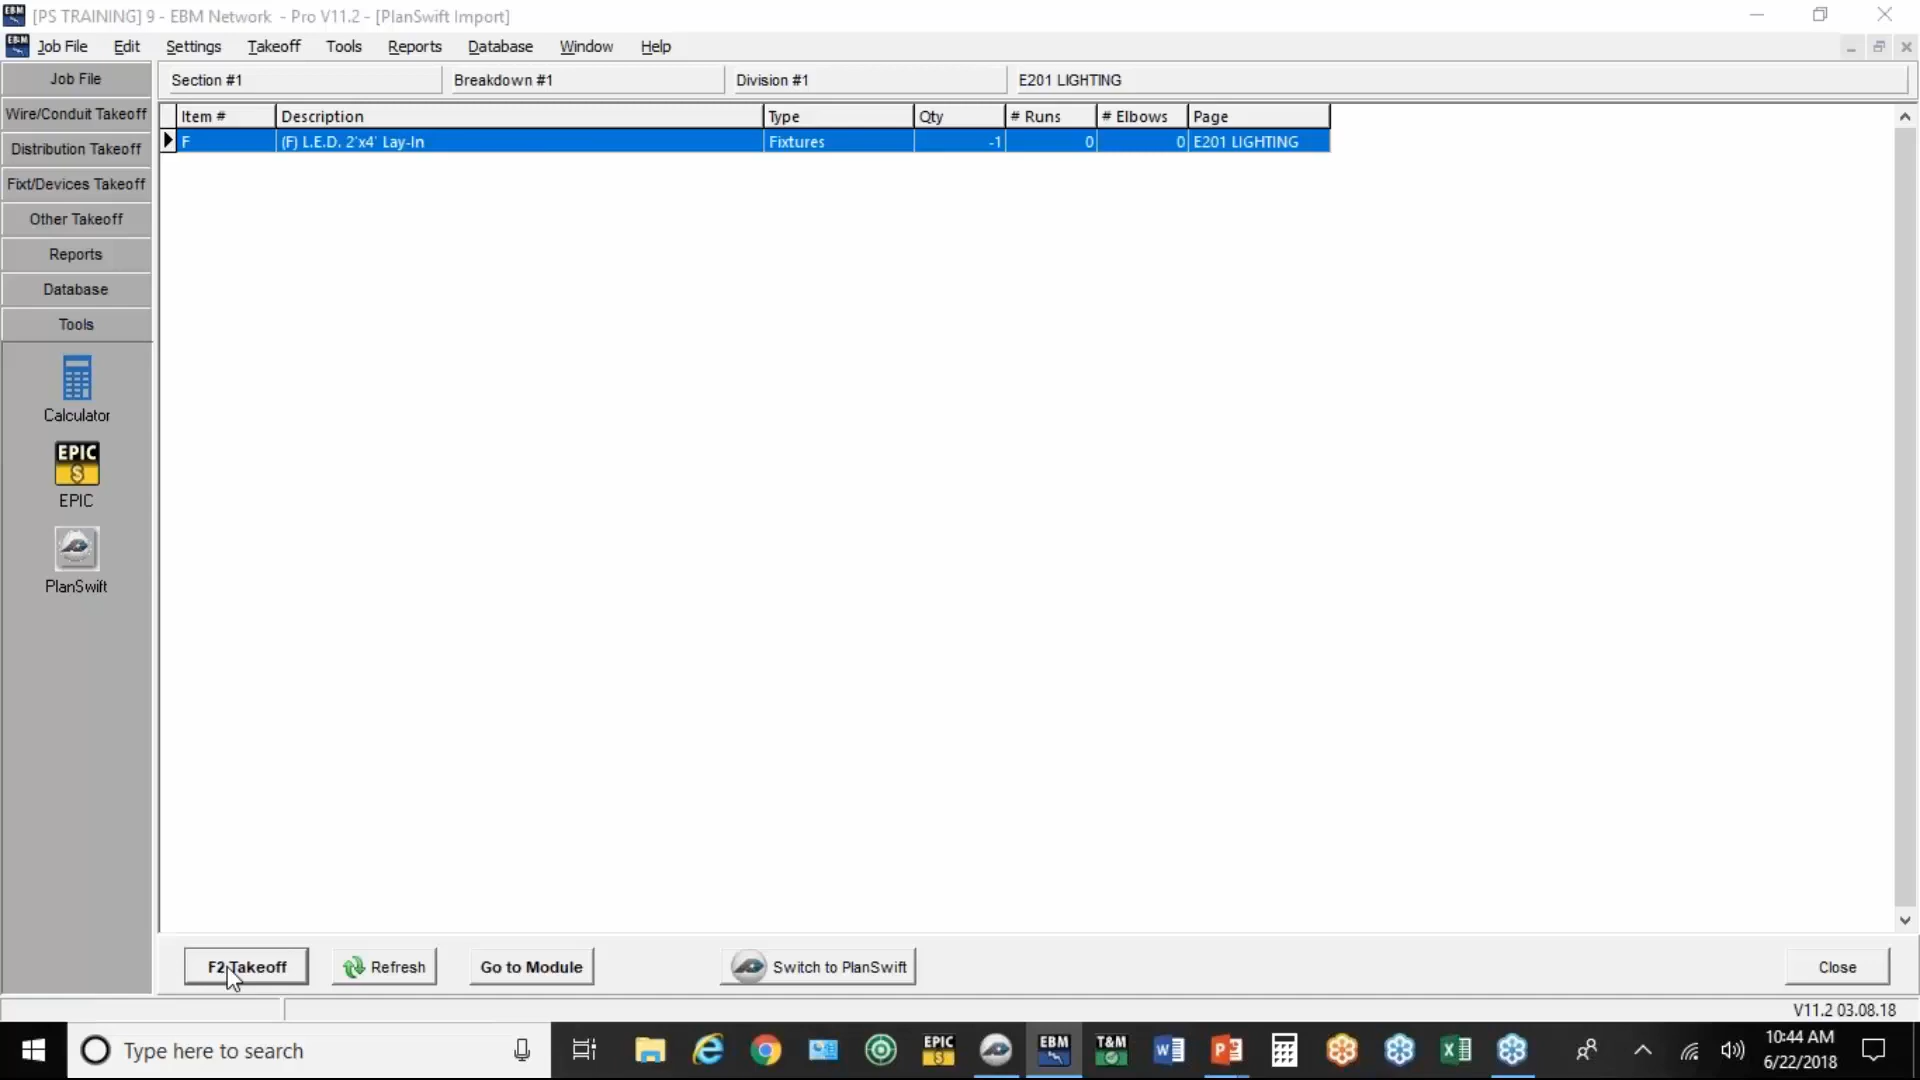 EBM [PS TRAINING] 9 - EBM Network - Pro V11.2 - [PlanSwift Import]
EBM Job File Edit Settings Takeoff Tools Reports Database Window Help
Job File
Wire/Conduit Takeoff
Distribution Takeoff
Fixt/Devices Takeoff
Other Takeoff
Reports
Database
Tools
Calculator
EPIC
$
EPIC
PlanSwift
Section #1 Breakdown #1 Division #1 E201 LIGHTING
Item # Description Type Qty # Runs # Elbows Page
F (F) L.E.D. 2'x4' Lay-In Fixtures -1 0 0 E201 LIGHTING
F2 Takeoff Refresh Go to Module Switch to PlanSwift Close
V11.2 03.08.18
Type here to search
EPIC
$
EBM
T&M
10:44 AM
6/22/2018